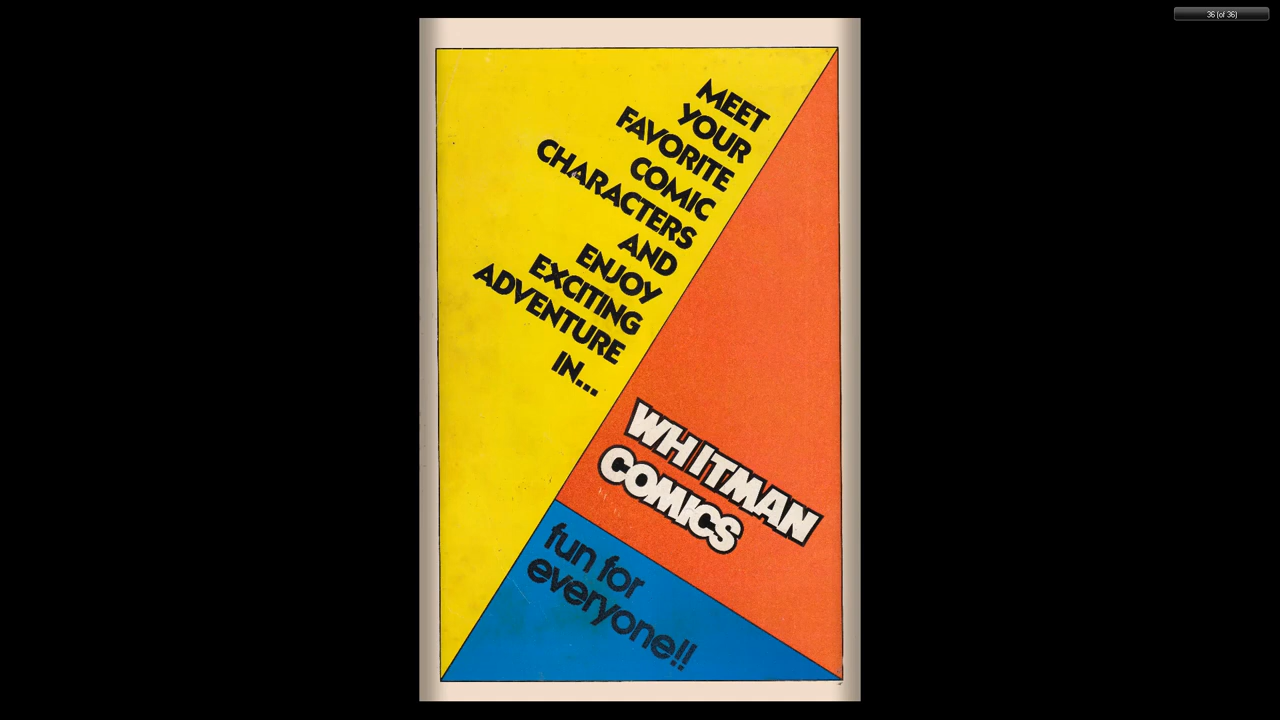 36 (of 36)
MEET
YOUR
FAVORITE
COMIC
CHARACTERS
AND
ENJOY
EXCITING
ADVENTURE
IN...
WHITMAN
COMICS
fun for
everyone!!